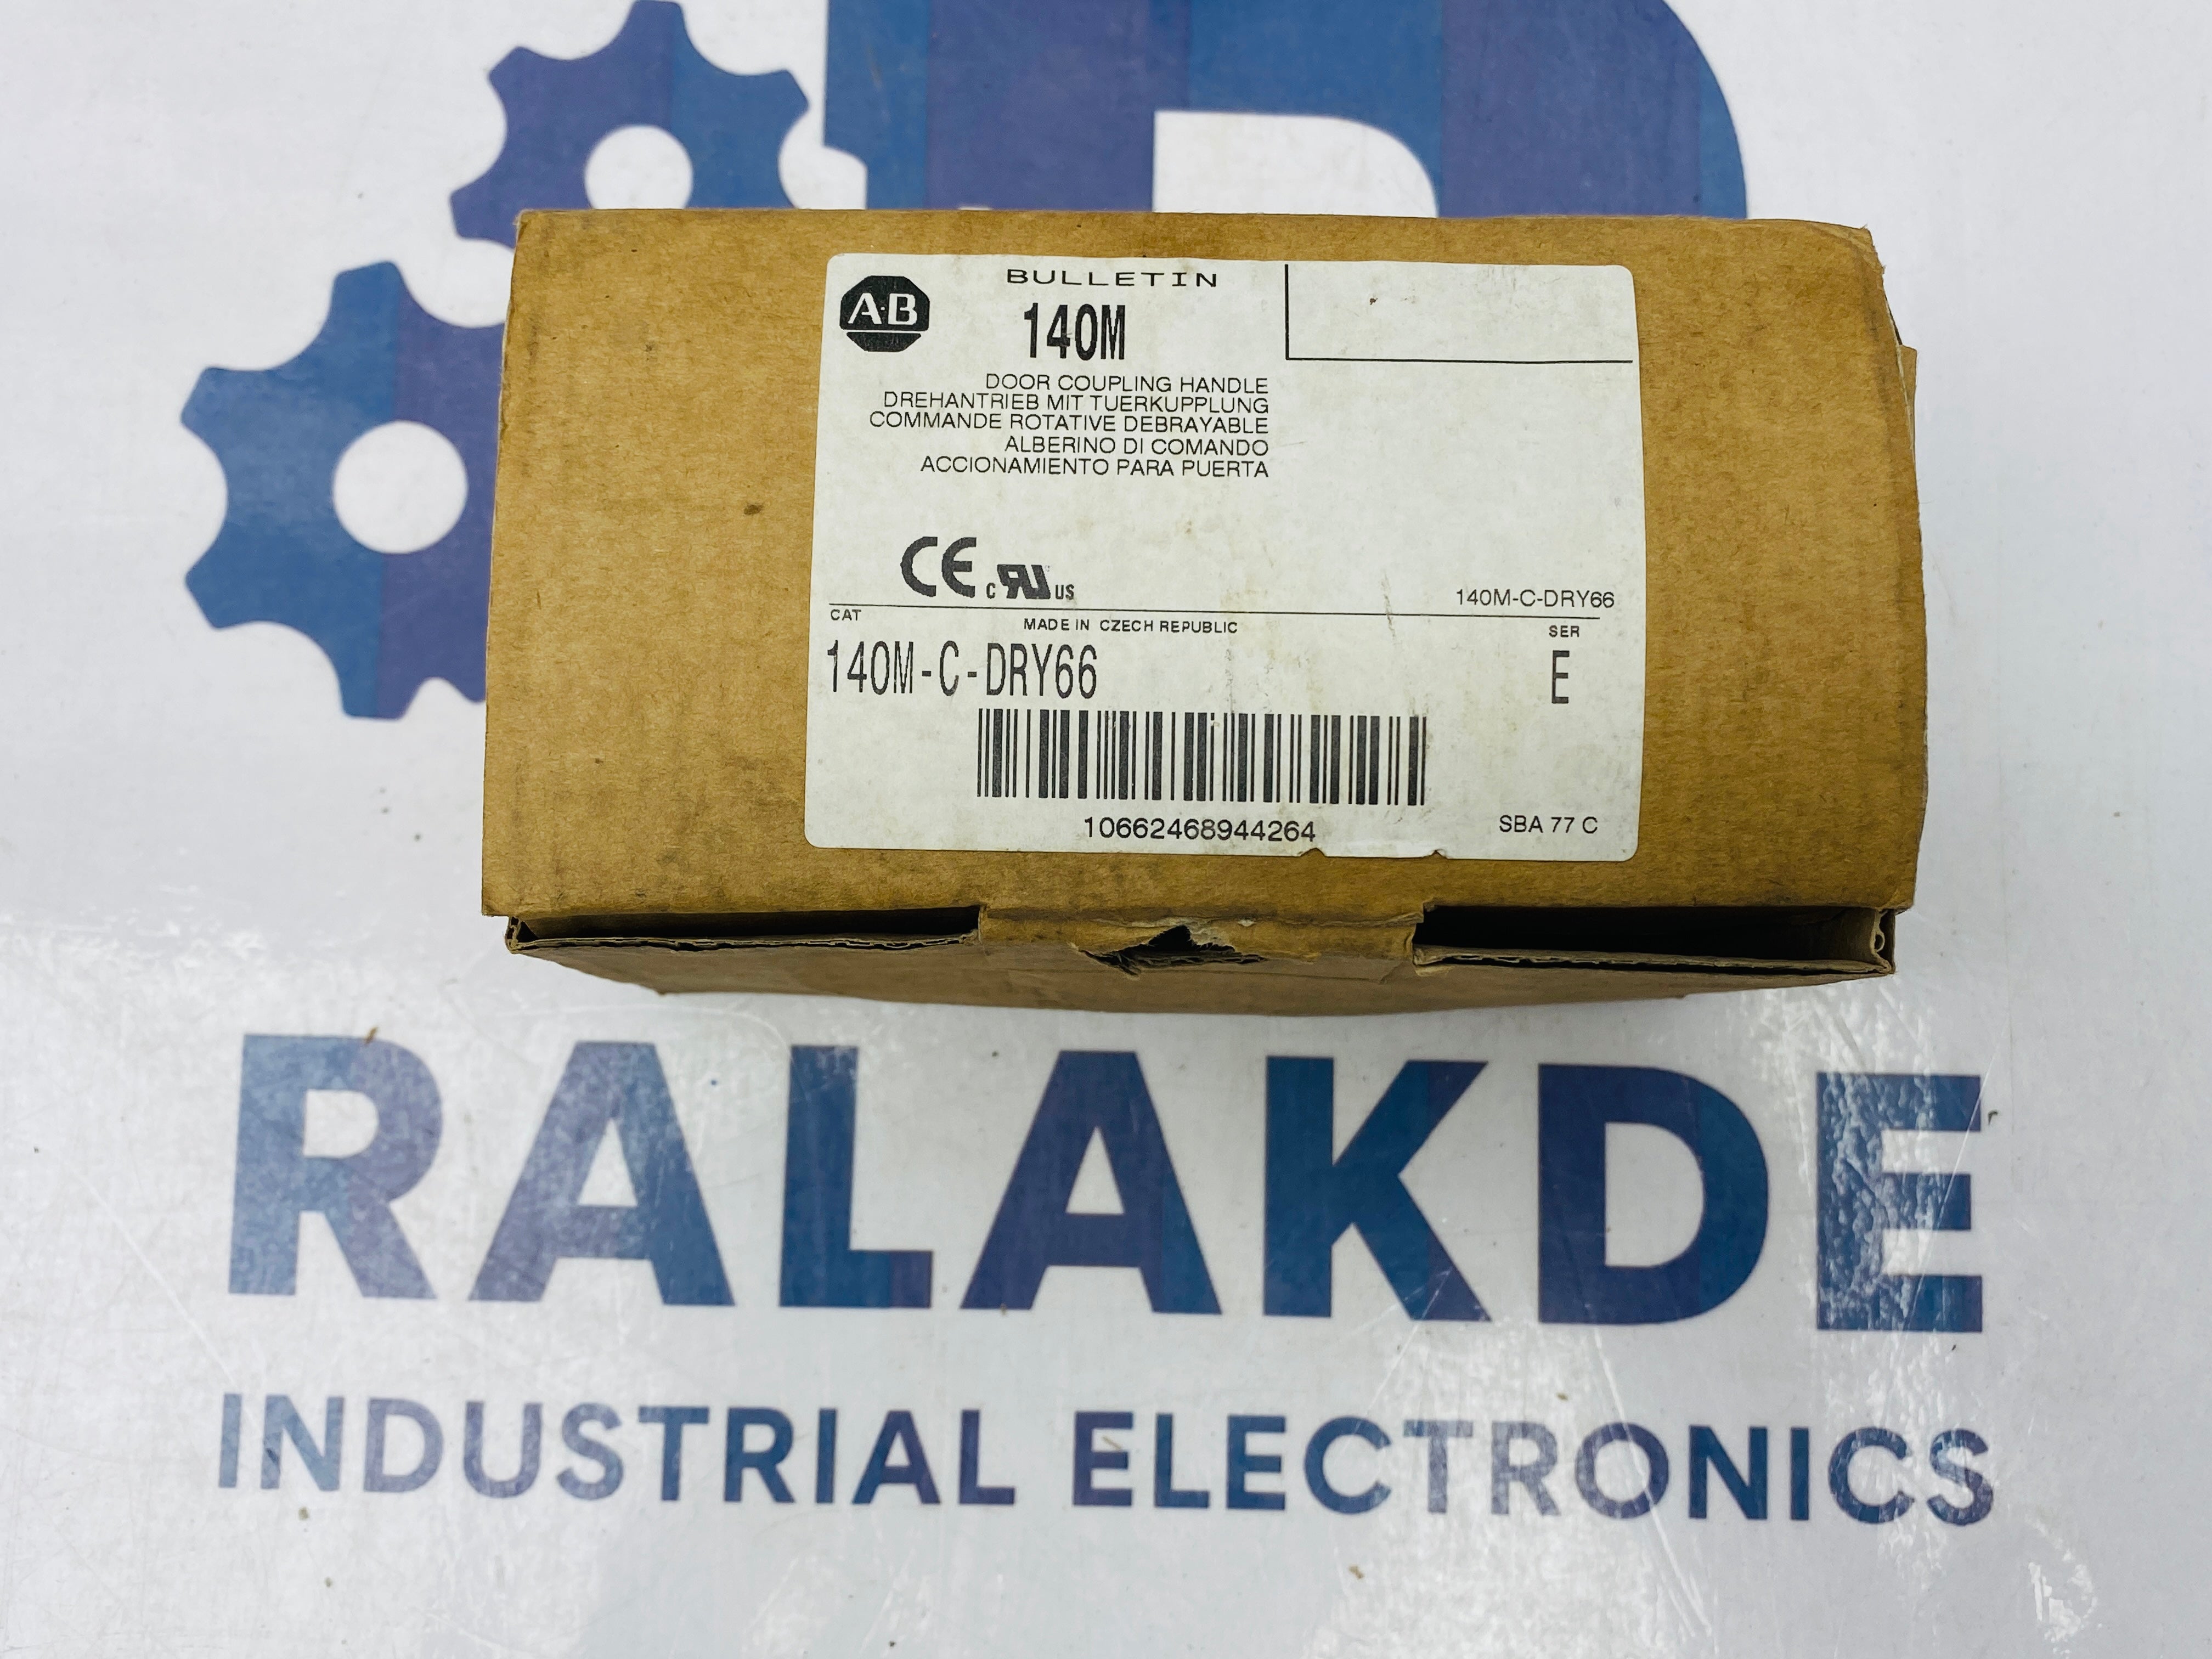 A·B
BULLETIN
140M
DOOR COUPLING HANDLE
DREHANTRIEB MIT TUERKUPPLUNG
COMMANDE ROTATIVE DEBRAYABLE
ALBERINO DI COMANDO
ACCIONAMIENTO PARA PUERTA
CE c RU US
140M-C-DRY66
CAT
MADE IN CZECH REPUBLIC
SER
140M-C-DRY66
E
10662468944264
SBA 77 C
RALAKDE
INDUSTRIAL ELECTRONICS